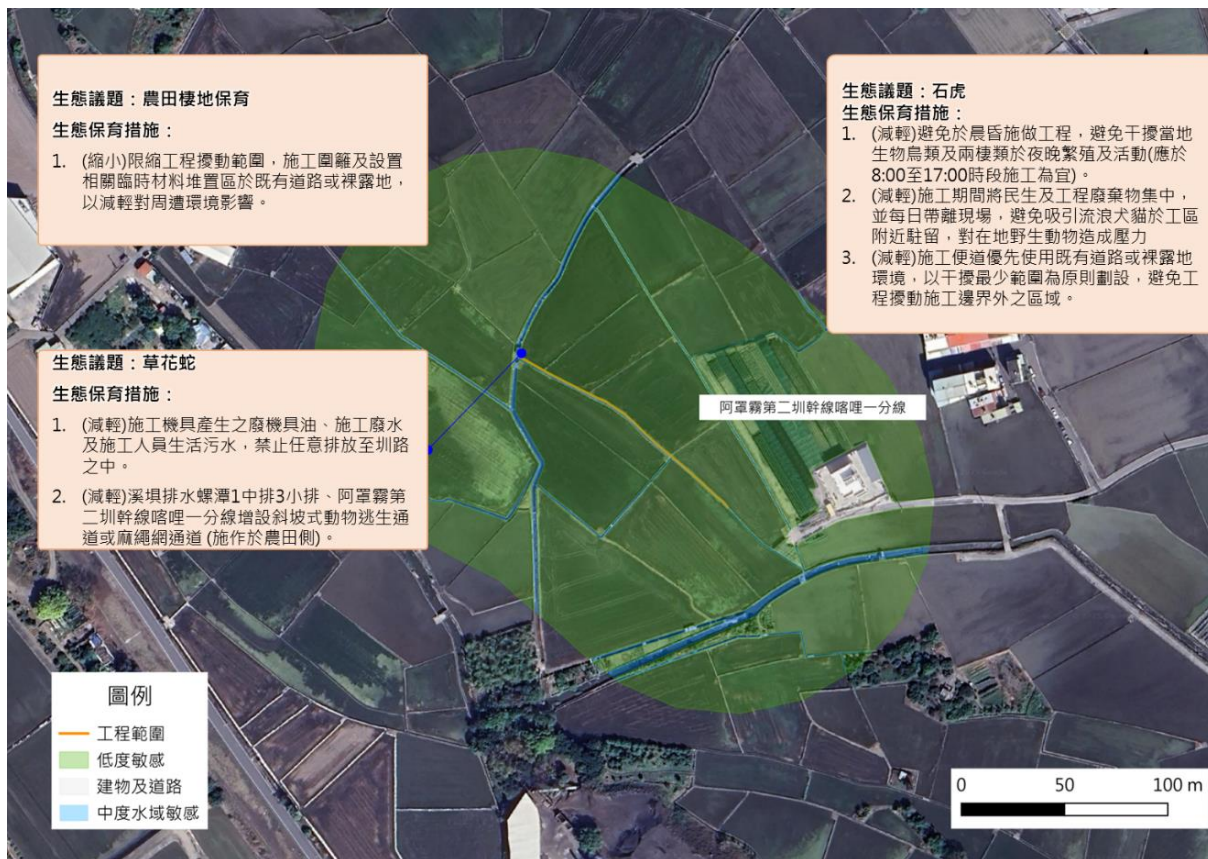 生態議題：農田棲地保育
生態保育措施：
1. (縮小)限縮工程擾動範圍，施工圍籬及設置
相關臨時材料堆置區於既有道路或裸露地，
以減輕對周遭環境影響。
生態議題：草花蛇
生態保育措施：
1. (減輕)施工機具產生之廢機具油、施工廢水
及施工人員生活污水，禁止任意排放至圳路
之中。
2. (減輕)溪埧排水螺潭1中排3小排、阿罩霧第
二圳幹線喀哩一分線增設斜坡式動物逃生通
道或麻繩網通道 (施作於農田側)。
生態議題：石虎
生態保育措施：
1. (減輕)避免於晨昏施做工程，避免干擾當地
生物鳥類及兩棲類於夜晚繁殖及活動(應於
8:00至17:00時段施工為宜)。
2. (減輕)施工期間將民生及工程廢棄物集中，
並每日帶離現場，避免吸引流浪犬貓於工區
附近駐留，對在地野生動物造成壓力
3. (減輕)施工便道優先使用既有道路或裸露地
環境，以干擾最少範圍為原則劃設，避免工
程擾動施工邊界外之區域。
阿罩霧第二圳幹線喀哩一分線
圖例
工程範圍
低度敏感
建物及道路
中度水域敏感
0 50 100 m